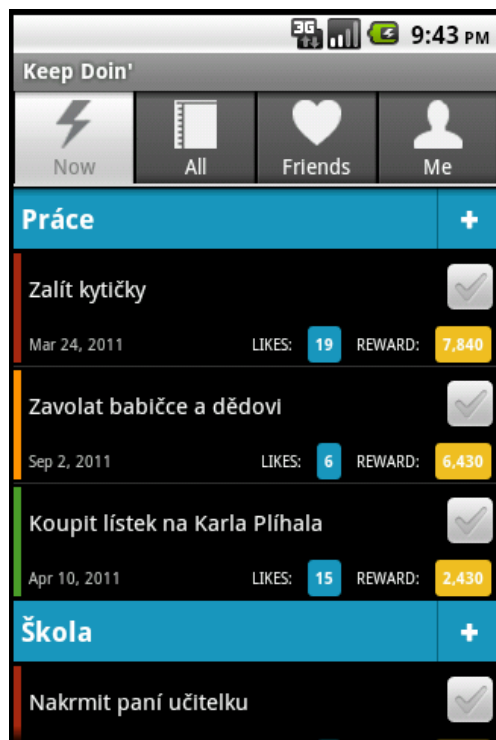 3G 9:43 PM
Keep Doin'
Now All Friends Me
Práce +
Zalít kytičky
Mar 24, 2011 LIKES: 19 REWARD: 7,840
Zavolat babičce a dědovi
Sep 2, 2011 LIKES: 6 REWARD: 6,430
Koupit lístek na Karla Plíhala
Apr 10, 2011 LIKES: 15 REWARD: 2,430
Škola +
Nakrmit paní učitelku